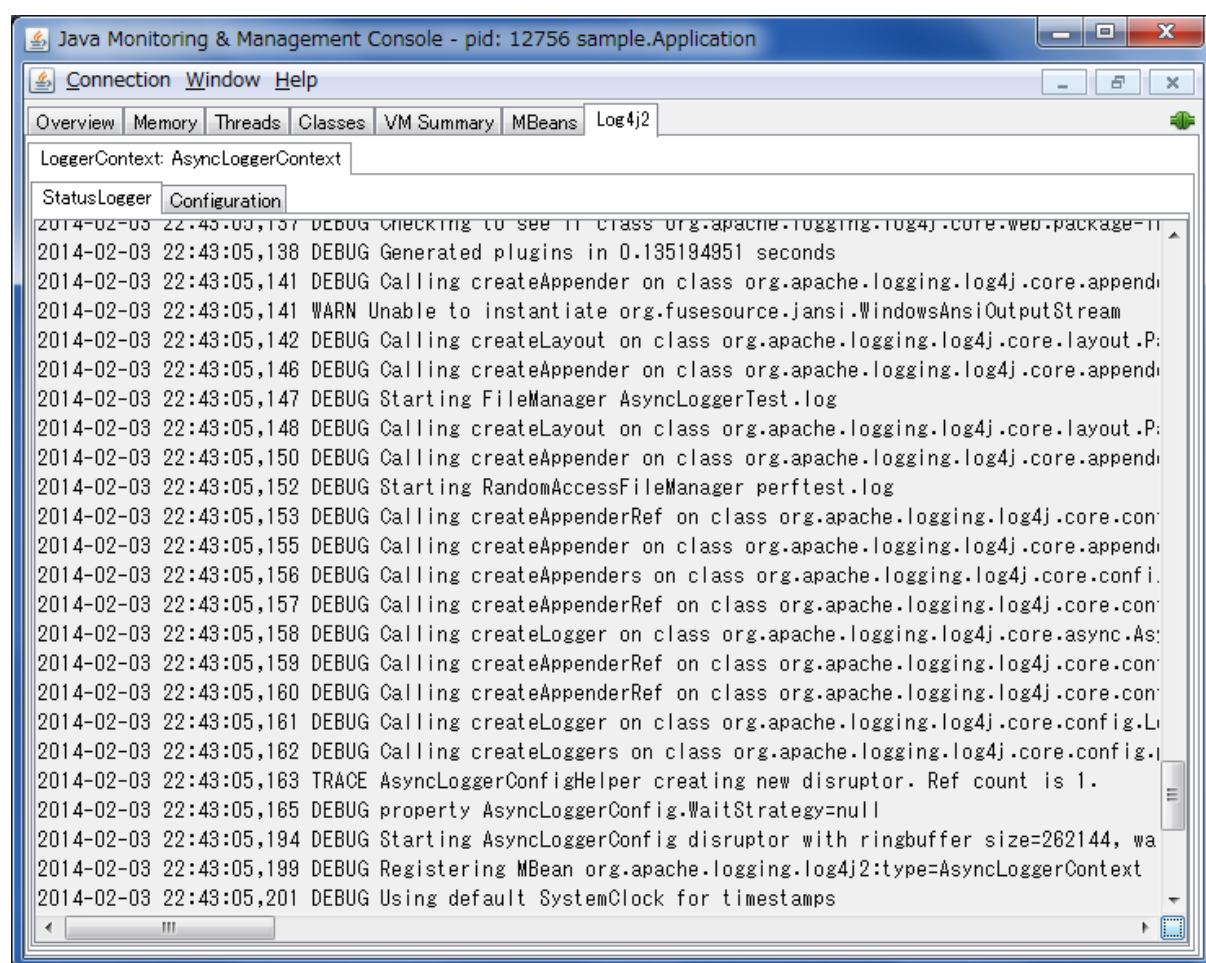 Java Monitoring & Management Console - pid: 12756 sample.Application
Connection Window Help
Overview Memory Threads Classes VM Summary MBeans Log4j2
LoggerContext: AsyncLoggerContext
StatusLogger Configuration
2014-02-03 22:43:05,137 DEBUG Checking to see if class org.apache.logging.log4j.core.web.package-i
2014-02-03 22:43:05,138 DEBUG Generated plugins in 0.135194951 seconds
2014-02-03 22:43:05,141 DEBUG Calling createAppender on class org.apache.logging.log4j.core.append
2014-02-03 22:43:05,141 WARN Unable to instantiate org.fusesource.jansi.WindowsAnsiOutputStream
2014-02-03 22:43:05,142 DEBUG Calling createLayout on class org.apache.logging.log4j.core.layout.P
2014-02-03 22:43:05,146 DEBUG Calling createAppender on class org.apache.logging.log4j.core.append
2014-02-03 22:43:05,147 DEBUG Starting FileManager AsyncLoggerTest.log
2014-02-03 22:43:05,148 DEBUG Calling createLayout on class org.apache.logging.log4j.core.layout.P
2014-02-03 22:43:05,150 DEBUG Calling createAppender on class org.apache.logging.log4j.core.append
2014-02-03 22:43:05,152 DEBUG Starting RandomAccessFileManager perftest.log
2014-02-03 22:43:05,153 DEBUG Calling createAppenderRef on class org.apache.logging.log4j.core.con
2014-02-03 22:43:05,155 DEBUG Calling createAppender on class org.apache.logging.log4j.core.append
2014-02-03 22:43:05,156 DEBUG Calling createAppenders on class org.apache.logging.log4j.core.confi
2014-02-03 22:43:05,157 DEBUG Calling createAppenderRef on class org.apache.logging.log4j.core.con
2014-02-03 22:43:05,158 DEBUG Calling createLogger on class org.apache.logging.log4j.core.async.As
2014-02-03 22:43:05,159 DEBUG Calling createAppenderRef on class org.apache.logging.log4j.core.con
2014-02-03 22:43:05,160 DEBUG Calling createAppenderRef on class org.apache.logging.log4j.core.con
2014-02-03 22:43:05,161 DEBUG Calling createLogger on class org.apache.logging.log4j.core.config.L
2014-02-03 22:43:05,162 DEBUG Calling createLoggers on class org.apache.logging.log4j.core.config.
2014-02-03 22:43:05,163 TRACE AsyncLoggerConfigHelper creating new disruptor. Ref count is 1.
2014-02-03 22:43:05,165 DEBUG property AsyncLoggerConfig.WaitStrategy=null
2014-02-03 22:43:05,194 DEBUG Starting AsyncLoggerConfig disruptor with ringbuffer size=262144, wa
2014-02-03 22:43:05,199 DEBUG Registering MBean org.apache.logging.log4j2:type=AsyncLoggerContext
2014-02-03 22:43:05,201 DEBUG Using default SystemClock for timestamps